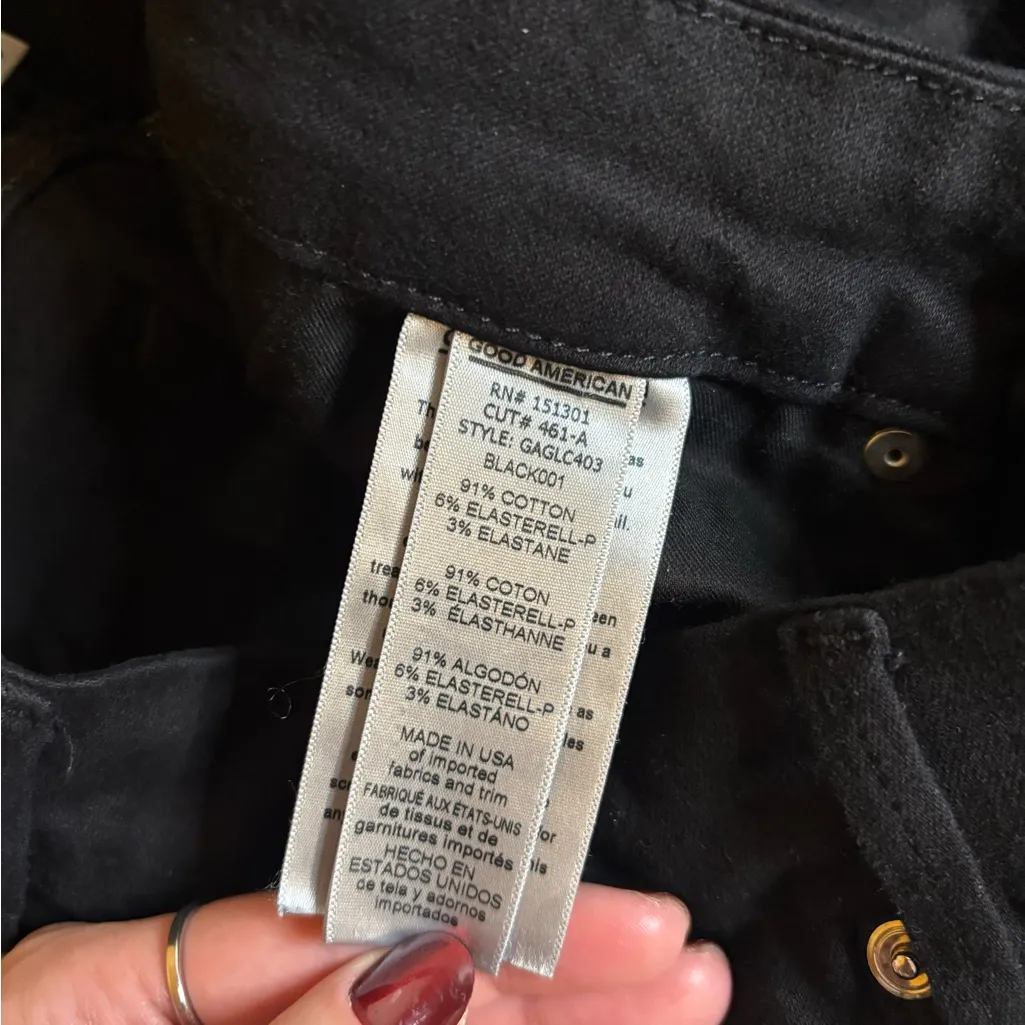 GOOD AMERICAN
RN# 151301
CUT# 461-A
STYLE: GAGLC403
BLACK001
91% COTTON
6% ELASTERELL-P
3% ELASTANE
91% COTON
6% ELASTERELL-P
3% ÉLASTHANNE
91% ALGODÓN
6% ELASTERELL-P
3% ELASTÁNO
MADE IN USA
of imported
fabrics and trim
FABRIQUÉ AUX ÉTATS-UNIS
de tissus et de
garnitures importés
HECHO EN
ESTADOS UNIDOS
de tela y adornos
importados